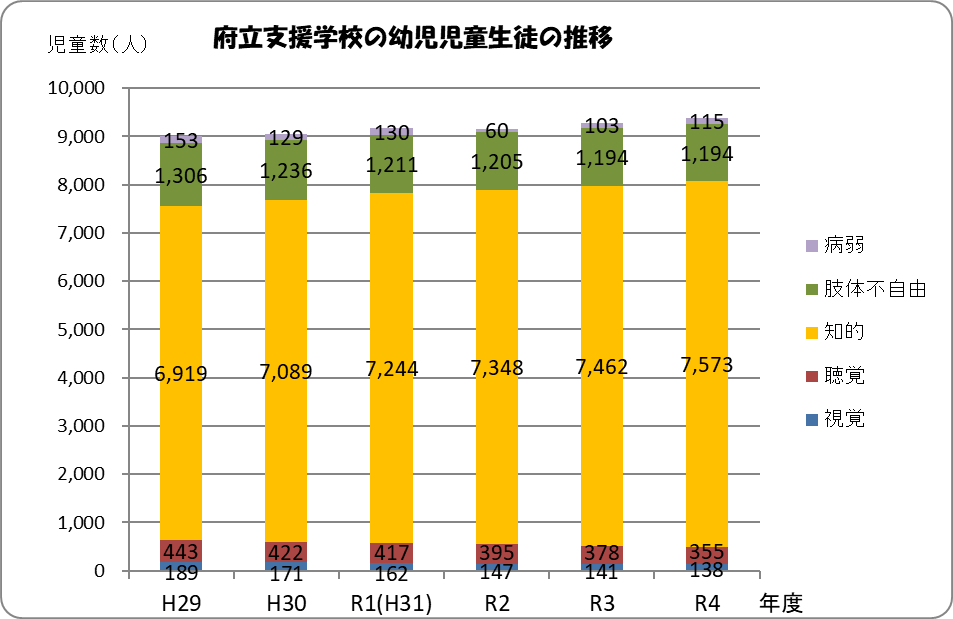 府立支援学校の幼児児童生徒の推移
児童数(人)
10,000
9,000
8,000
7,000
6,000
5,000
4,000
3,000
2,000
1,000
0
153 129 130 60 103 115
1,306 1,236 1,211 1,205 1,194 1,194
6,919 7,089 7,244 7,348 7,462 7,573
443 422 417 395 378 355
189 171 162 147 141 138
H29 H30 R1(H31) R2 R3 R4 年度
病弱
肢体不自由
知的
聴覚
視覚